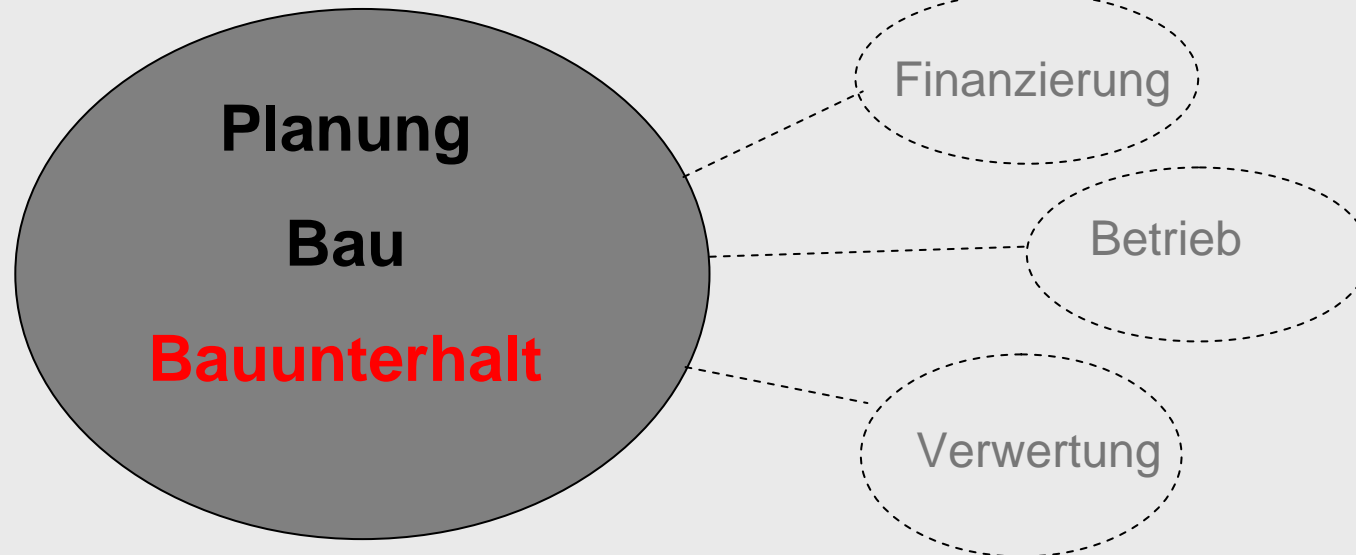 Planung
Bau
Bauunterhalt
Finanzierung
Betrieb
Verwertung